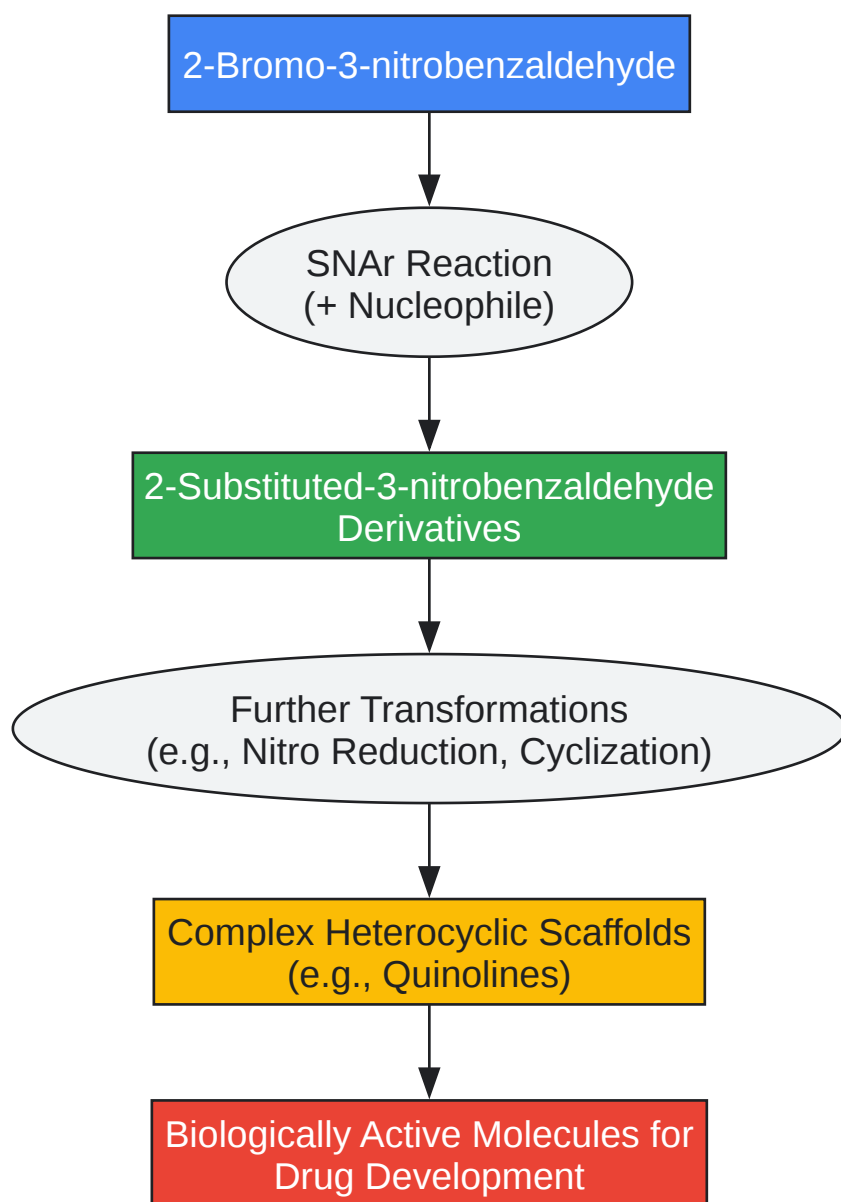 2-Bromo-3-nitrobenzaldehyde
SNAr Reaction
(+ Nucleophile)
2-Substituted-3-nitrobenzaldehyde
Derivatives
Further Transformations
(e.g., Nitro Reduction, Cyclization)
Complex Heterocyclic Scaffolds
(e.g., Quinolines)
Biologically Active Molecules for
Drug Development